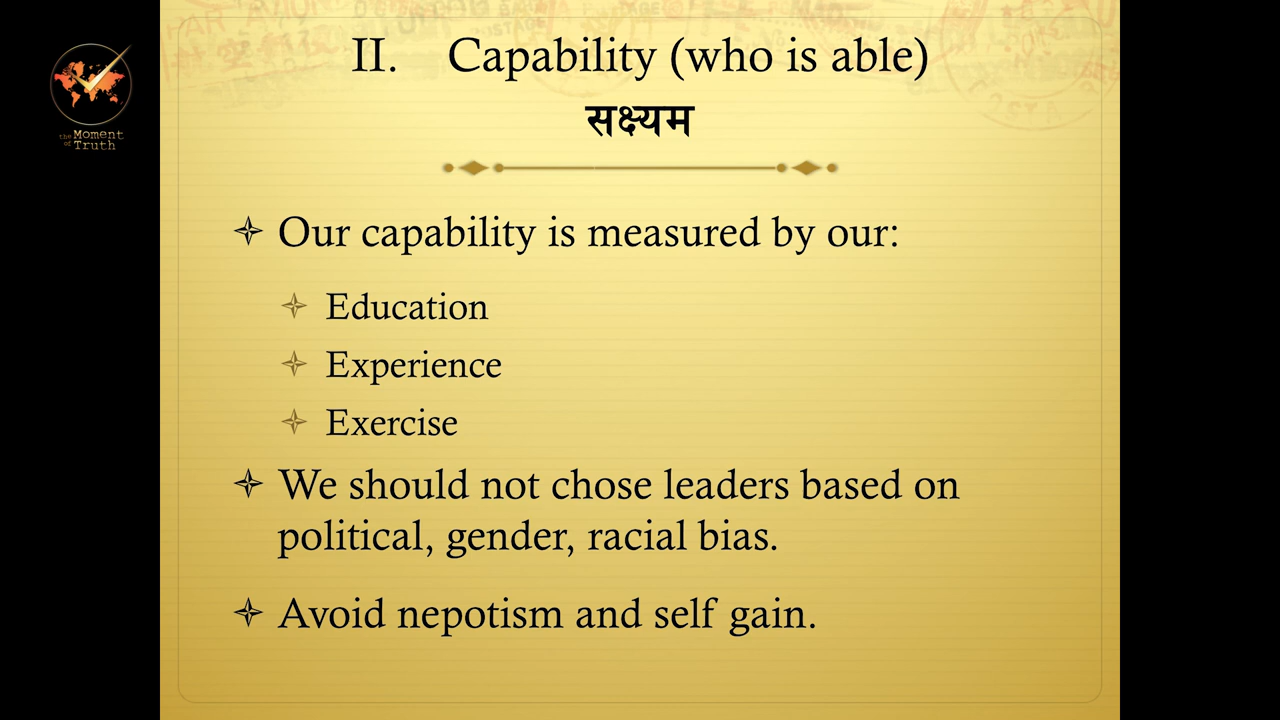 the Moment
of Truth
II. Capability (who is able)
सक्ष्यम
Our capability is measured by our:
Education
Experience
Exercise
We should not chose leaders based on
political, gender, racial bias.
Avoid nepotism and self gain.